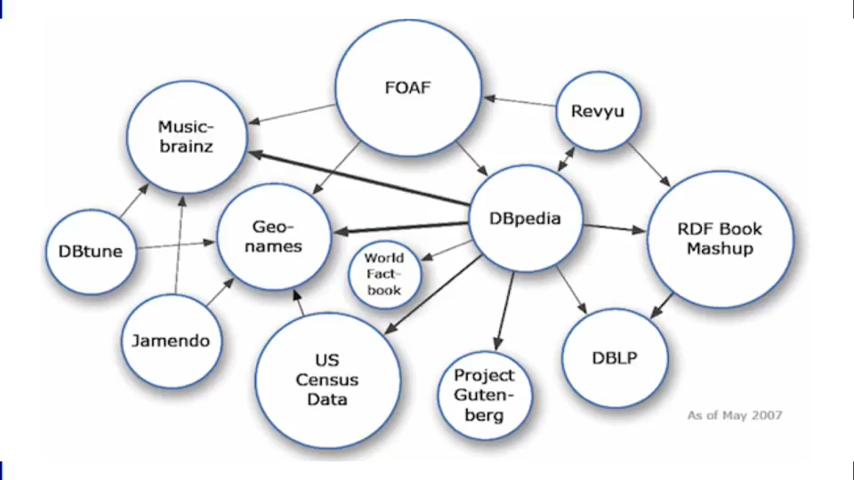 FOAF
Revyu
Music-
brainz
DBpedia
RDF Book
Mashup
Geo-
names
DBtune
World
Fact-
book
Jamendo
US
Census
Data
Project
Guten-
berg
DBLP
As of May 2007